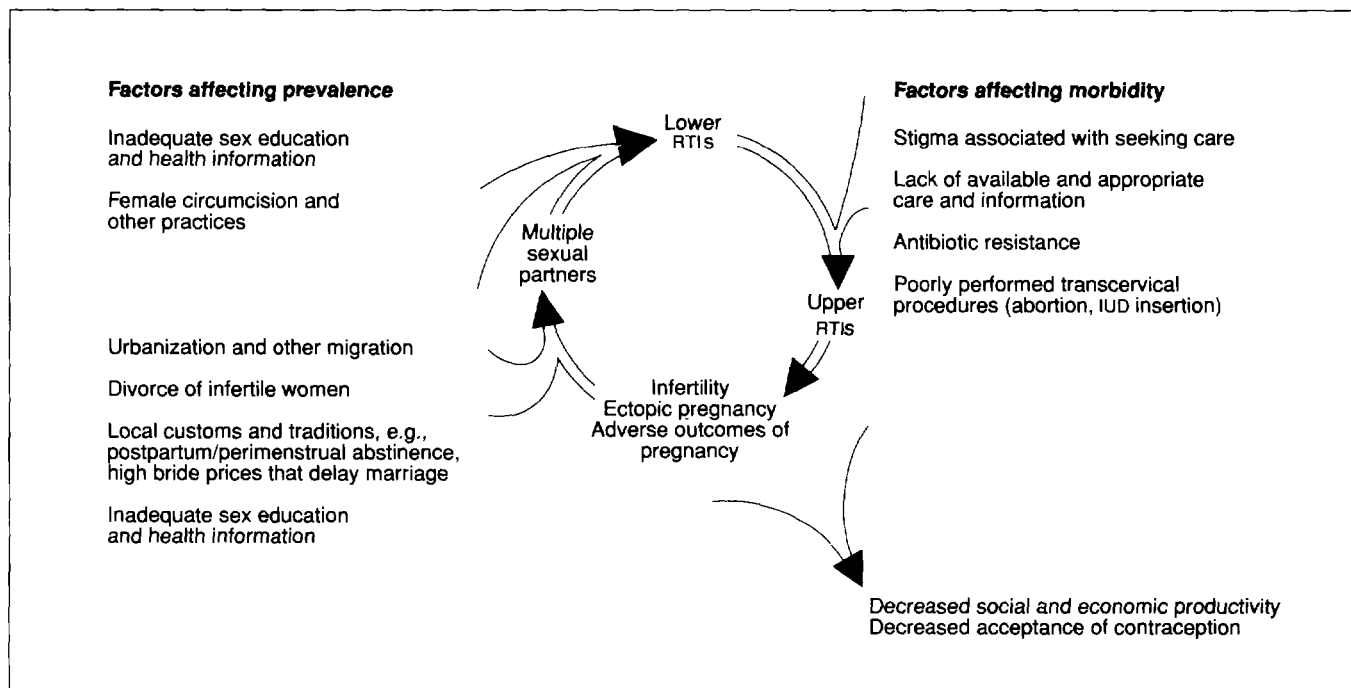 Factors affecting prevalence
Inadequate sex education
and health information
Female circumcision and
other practices
Urbanization and other migration
Divorce of infertile women
Local customs and traditions, e.g.,
postpartum/perimenstrual abstinence,
high bride prices that delay marriage
Inadequate sex education
and health information
Lower
RTIs
Multiple
sexual
partners
Upper
RTIs
Infertility
Ectopic pregnancy
Adverse outcomes of
pregnancy
Factors affecting morbidity
Stigma associated with seeking care
Lack of available and appropriate
care and information
Antibiotic resistance
Poorly performed transcervical
procedures (abortion, IUD insertion)
Decreased social and economic productivity
Decreased acceptance of contraception